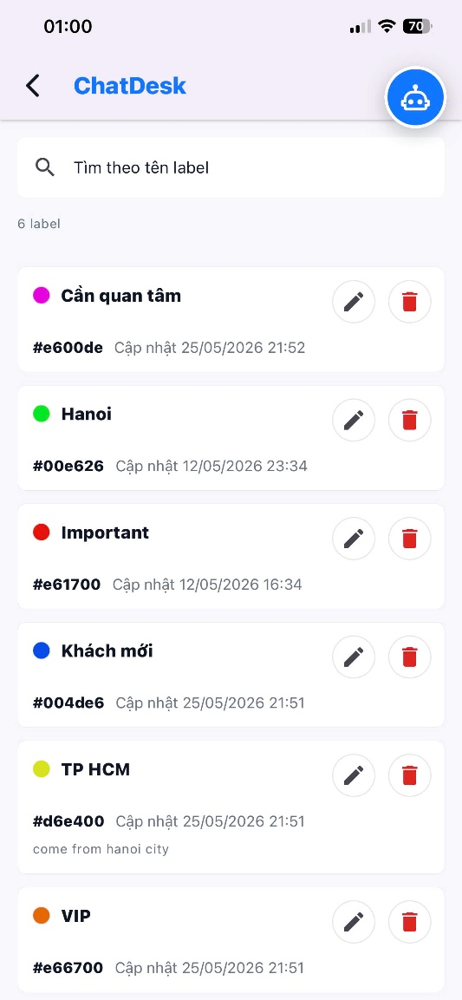 01:00
70
ChatDesk
Tìm theo tên label
6 label
Cần quan tâm
#e600de Cập nhật 25/05/2026 21:52
Hanoi
#00e626 Cập nhật 12/05/2026 23:34
Important
#e61700 Cập nhật 12/05/2026 16:34
Khách mới
#004de6 Cập nhật 25/05/2026 21:51
TP HCM
#d6e400 Cập nhật 25/05/2026 21:51
come from hanoi city
VIP
#e66700 Cập nhật 25/05/2026 21:51